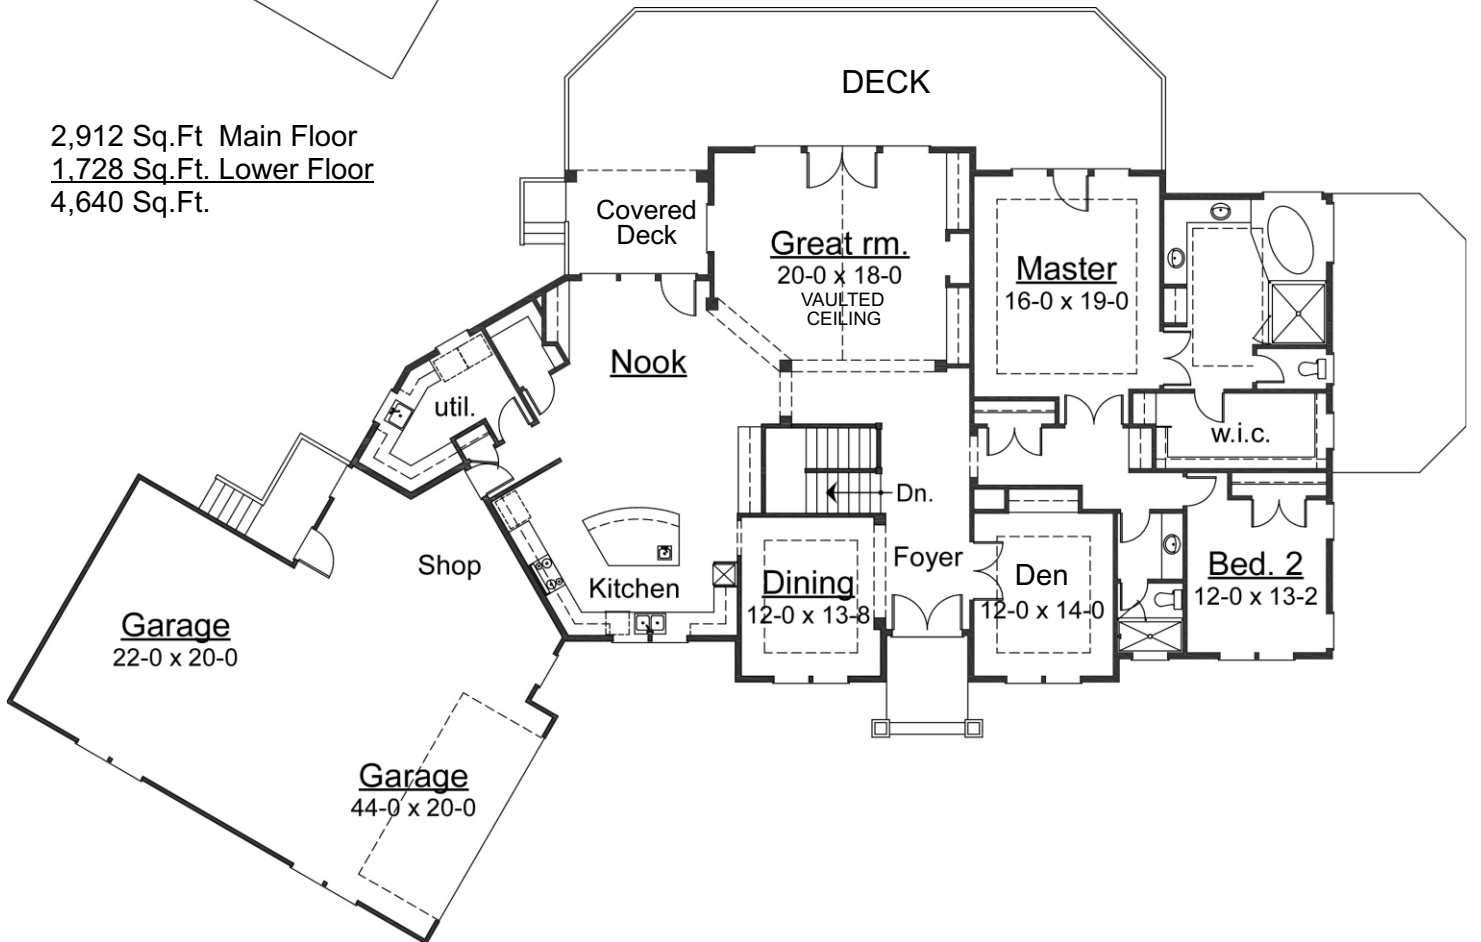 DECK
2,912 Sq.Ft  Main Floor
1,728 Sq.Ft. Lower Floor
4,640 Sq.Ft.
Covered
Deck
Great rm.
20-0 x 18-0
VAULTED
CEILING
Master
16-0 x 19-0
Nook
util.
w.i.c.
Dn.
Shop
Kitchen
Dining
12-0 x 13-8
Foyer
Den
12-0 x 14-0
Bed. 2
12-0 x 13-2
Garage
22-0 x 20-0
Garage
44-0 x 20-0